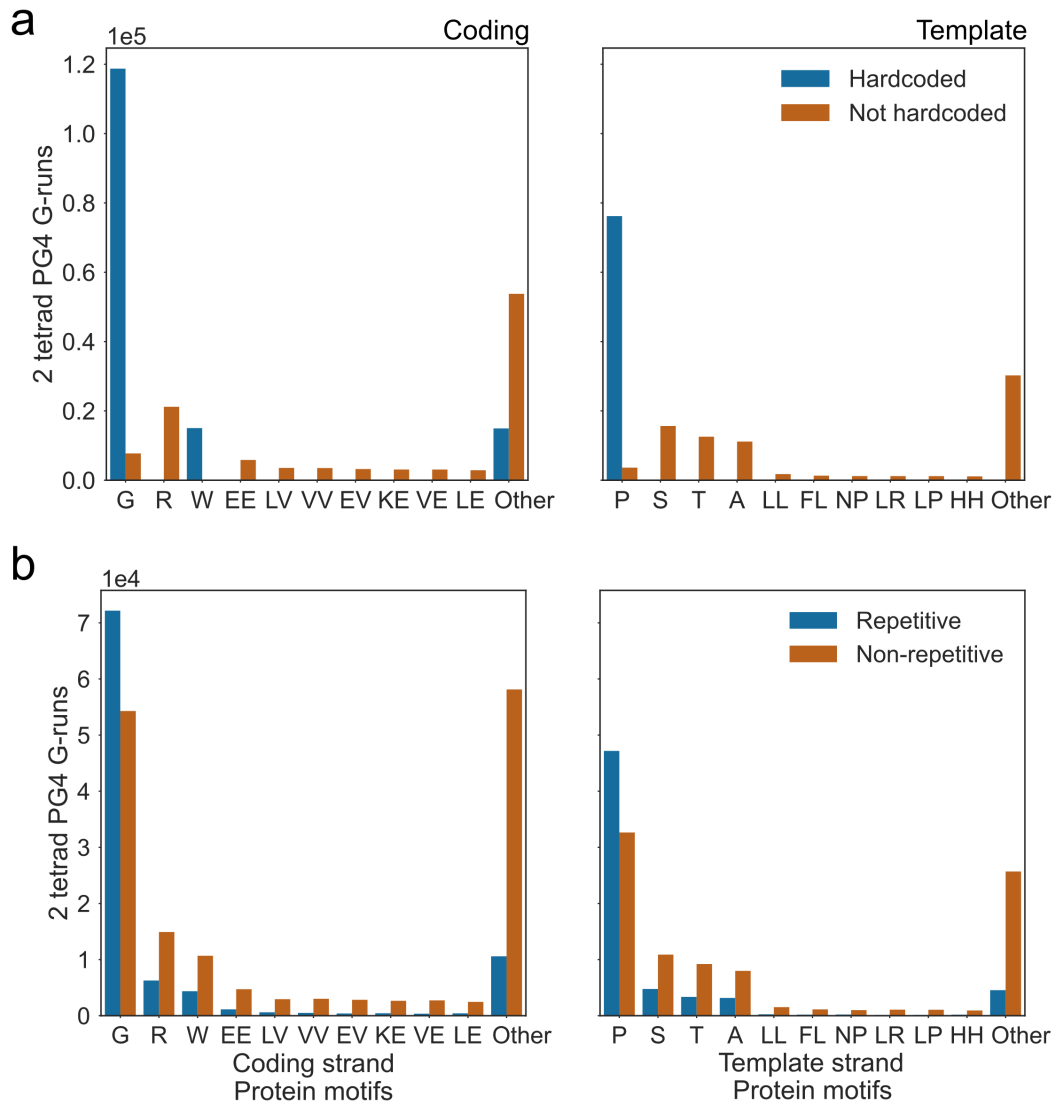 a
1e5
Coding
Template
Hardcoded
Not hardcoded
2 tetrad PG4 G-runs
1.2
1.0
0.8
0.6
0.4
0.2
0.0
G R W EE LV VV EV KE VE LE Other
P S T A LL FL NP LR LP HH Other
b
1e4
Repetitive
Non-repetitive
2 tetrad PG4 G-runs
7
6
5
4
3
2
1
0
G R W EE LV VV EV KE VE LE Other
Coding strand
Protein motifs
P S T A LL FL NP LR LP HH Other
Template strand
Protein motifs